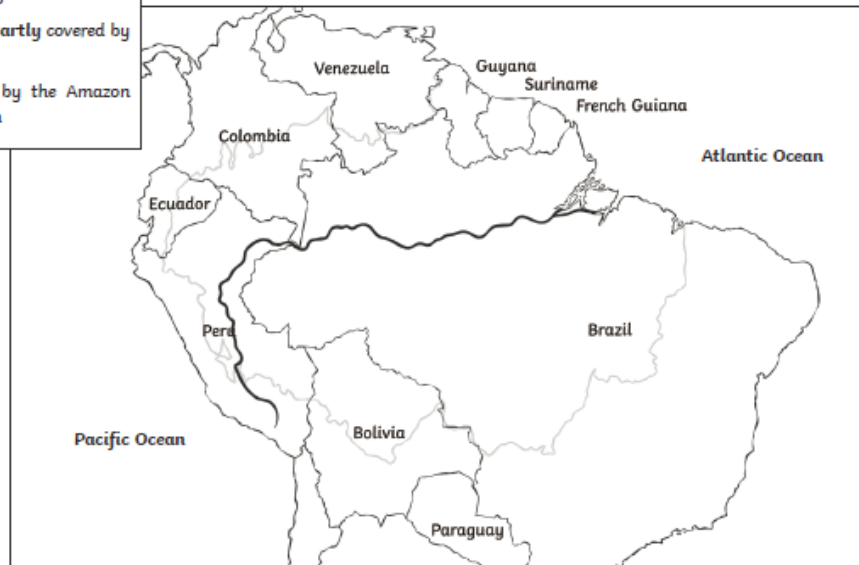 artly covered by
by the Amazon
Venezuela
Guyana
Suriname
French Guiana
Colombia
Atlantic Ocean
Ecuador
Peru
Brazil
Pacific Ocean
Bolivia
Paraguay